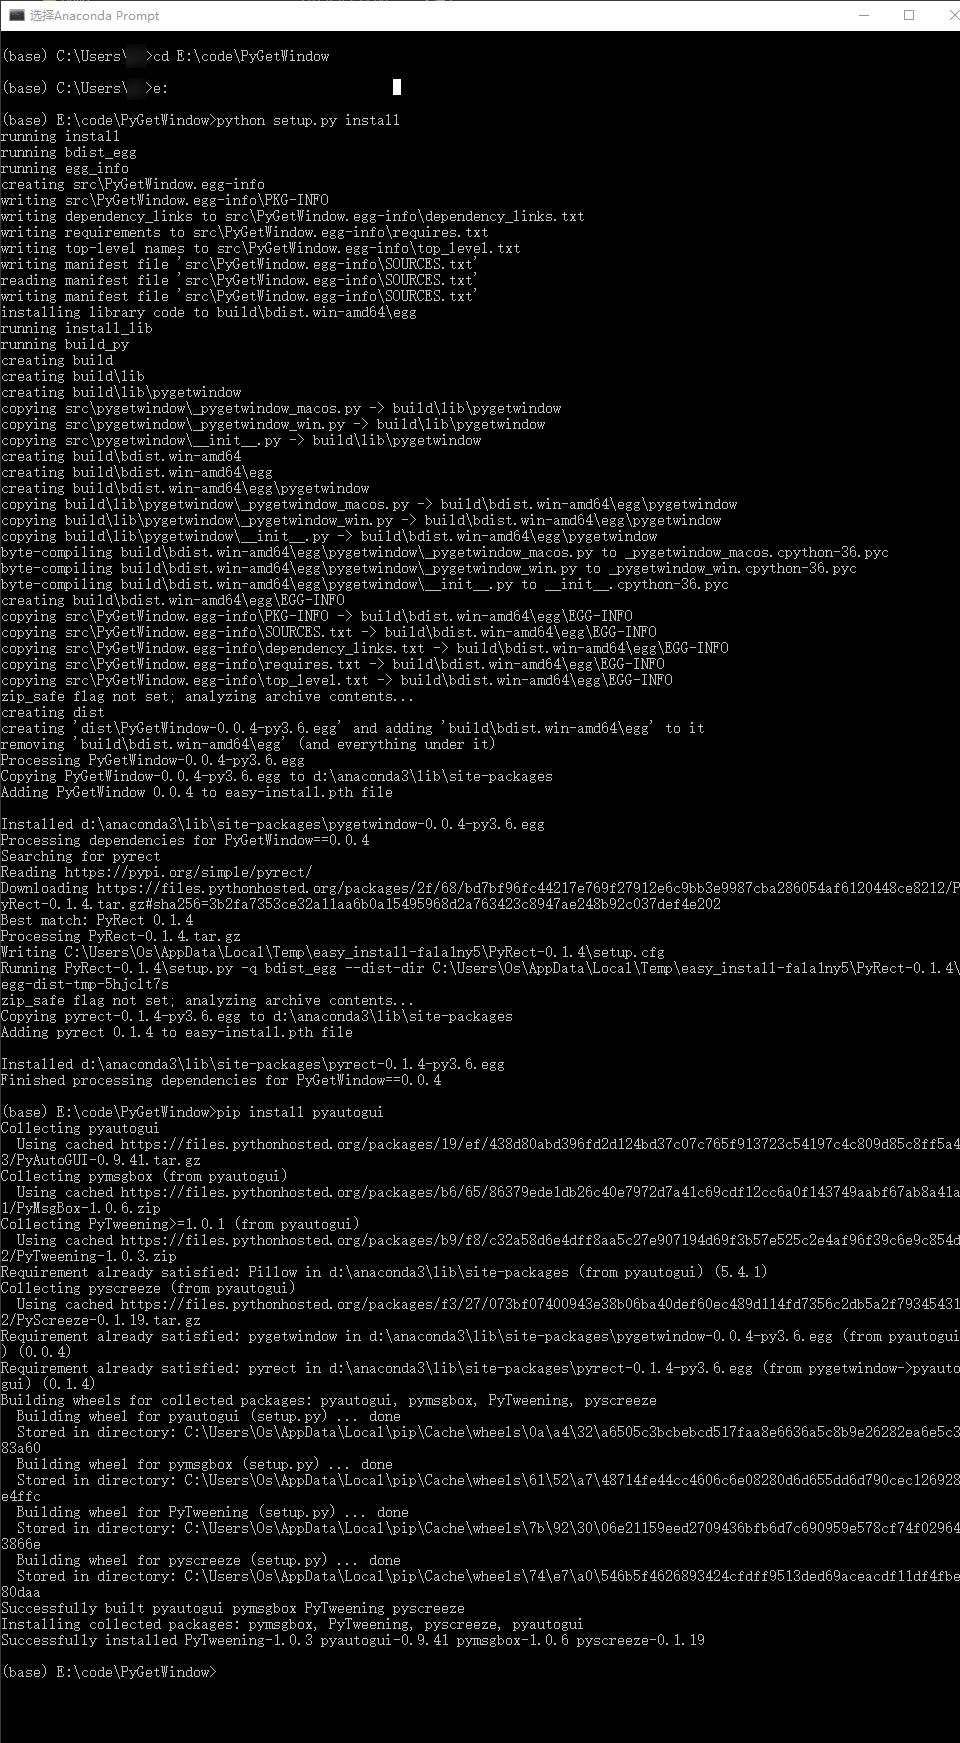 选择Anaconda Prompt
(base) C:\Users\ >cd E:\code\PyGetWindow
(base) C:\Users\ >e:
(base) E:\code\PyGetWindow>python setup.py install
running install
running bdist_egg
running egg_info
creating src\PyGetWindow.egg-info
writing src\PyGetWindow.egg-info\PKG-INFO
writing dependency_links to src\PyGetWindow.egg-info\dependency_links.txt
writing requirements to src\PyGetWindow.egg-info\requires.txt
writing top-level names to src\PyGetWindow.egg-info\top_level.txt
writing manifest file 'src\PyGetWindow.egg-info\SOURCES.txt'
reading manifest file 'src\PyGetWindow.egg-info\SOURCES.txt'
writing manifest file 'src\PyGetWindow.egg-info\SOURCES.txt'
installing library code to build\bdist.win-amd64\egg
running install_lib
running build_py
creating build
creating build\lib
creating build\lib\pygetwindow
copying src\pygetwindow\_pygetwindow_macos.py -> build\lib\pygetwindow
copying src\pygetwindow\_pygetwindow_win.py -> build\lib\pygetwindow
copying src\pygetwindow\__init__.py -> build\lib\pygetwindow
creating build\bdist.win-amd64
creating build\bdist.win-amd64\egg
creating build\bdist.win-amd64\egg\pygetwindow
copying build\lib\pygetwindow\_pygetwindow_macos.py -> build\bdist.win-amd64\egg\pygetwindow
copying build\lib\pygetwindow\_pygetwindow_win.py -> build\bdist.win-amd64\egg\pygetwindow
copying build\lib\pygetwindow\__init__.py -> build\bdist.win-amd64\egg\pygetwindow
byte-compiling build\bdist.win-amd64\egg\pygetwindow\_pygetwindow_macos.py to _pygetwindow_macos.cpython-36.pyc
byte-compiling build\bdist.win-amd64\egg\pygetwindow\_pygetwindow_win.py to _pygetwindow_win.cpython-36.pyc
byte-compiling build\bdist.win-amd64\egg\pygetwindow\__init__.py to __init__.cpython-36.pyc
creating build\bdist.win-amd64\egg\EGG-INFO
copying src\PyGetWindow.egg-info\PKG-INFO -> build\bdist.win-amd64\egg\EGG-INFO
copying src\PyGetWindow.egg-info\SOURCES.txt -> build\bdist.win-amd64\egg\EGG-INFO
copying src\PyGetWindow.egg-info\dependency_links.txt -> build\bdist.win-amd64\egg\EGG-INFO
copying src\PyGetWindow.egg-info\requires.txt -> build\bdist.win-amd64\egg\EGG-INFO
copying src\PyGetWindow.egg-info\top_level.txt -> build\bdist.win-amd64\egg\EGG-INFO
zip_safe flag not set; analyzing archive contents...
creating dist
creating 'dist\PyGetWindow-0.0.4-py3.6.egg' and adding 'build\bdist.win-amd64\egg' to it
removing 'build\bdist.win-amd64\egg' (and everything under it)
Processing PyGetWindow-0.0.4-py3.6.egg
Copying PyGetWindow-0.0.4-py3.6.egg to d:\anaconda3\lib\site-packages
Adding PyGetWindow 0.0.4 to easy-install.pth file
Installed d:\anaconda3\lib\site-packages\pygetwindow-0.0.4-py3.6.egg
Processing dependencies for PyGetWindow==0.0.4
Searching for pyrect
Reading https://pypi.org/simple/pyrect/
Downloading https://files.pythonhosted.org/packages/2f/68/bd7bf96fc44217e769f27912e6c9bb3e9987cba286054af6120448ce8212/P
yRect-0.1.4.tar.gz#sha256=3b2fa7353ce32a11aa6b0a15495968d2a763423c8947ae248b92c037def4e202
Best match: PyRect 0.1.4
Processing PyRect-0.1.4.tar.gz
Writing C:\Users\Os\AppData\Local\Temp\easy_install-fala1ny5\PyRect-0.1.4\setup.cfg
Running PyRect-0.1.4\setup.py -q bdist_egg --dist-dir C:\Users\Os\AppData\Local\Temp\easy_install-fala1ny5\PyRect-0.1.4\
egg-dist-tmp-5hjclt7s
zip_safe flag not set; analyzing archive contents...
Copying pyrect-0.1.4-py3.6.egg to d:\anaconda3\lib\site-packages
Adding pyrect 0.1.4 to easy-install.pth file
Installed d:\anaconda3\lib\site-packages\pyrect-0.1.4-py3.6.egg
Finished processing dependencies for PyGetWindow==0.0.4
(base) E:\code\PyGetWindow>pip install pyautogui
Collecting pyautogui
Using cached https://files.pythonhosted.org/packages/19/ef/438d80abd396fd2d124bd37c07c765f913723c54197c4c809d85c8ff5a4
3/PyAutoGUI-0.9.41.tar.gz
Collecting pymsgbox (from pyautogui)
Using cached https://files.pythonhosted.org/packages/b6/65/86379ede1db26c40e7972d7a41c69cdf12cc6a0f143749aabf67ab8a41a
1/PyMsgBox-1.0.6.zip
Collecting PyTweening>=1.0.1 (from pyautogui)
Using cached https://files.pythonhosted.org/packages/b9/f8/c32a58d6e4dff8aa5c27e907194d69f3b57e525c2e4af96f39c6e9c854d
2/PyTweening-1.0.3.zip
Requirement already satisfied: Pillow in d:\anaconda3\lib\site-packages (from pyautogui) (5.4.1)
Collecting pyscreeze (from pyautogui)
Using cached https://files.pythonhosted.org/packages/f3/27/073bf07400943e38b06ba40def60ec489d114fd7356c2db5a2f79345431
2/PyScreeze-0.1.19.tar.gz
Requirement already satisfied: pygetwindow in d:\anaconda3\lib\site-packages\pygetwindow-0.0.4-py3.6.egg (from pyautogui
) (0.0.4)
Requirement already satisfied: pyrect in d:\anaconda3\lib\site-packages\pyrect-0.1.4-py3.6.egg (from pygetwindow->pyauto
gui) (0.1.4)
Building wheels for collected packages: pyautogui, pymsgbox, PyTweening, pyscreeze
Building wheel for pyautogui (setup.py) ... done
Stored in directory: C:\Users\Os\AppData\Local\pip\Cache\wheels\0a\a4\32\a6505c3bcbebcd517faa8e6636a5c8b9e26282ea6e5c3
83a60
Building wheel for pymsgbox (setup.py) ... done
Stored in directory: C:\Users\Os\AppData\Local\pip\Cache\wheels\61\52\a7\48714fe44cc4606c6e08280d6d655dd6d790cec126928
e4ffc
Building wheel for PyTweening (setup.py) ... done
Stored in directory: C:\Users\Os\AppData\Local\pip\Cache\wheels\7b\92\30\06e21159eed2709436bfb6d7c690959e578cf74f02964
3866e
Building wheel for pyscreeze (setup.py) ... done
Stored in directory: C:\Users\Os\AppData\Local\pip\Cache\wheels\74\e7\a0\546b5f4626893424cfdff9513ded69aceacdf11df4fbe
80daa
Successfully built pyautogui pymsgbox PyTweening pyscreeze
Installing collected packages: pymsgbox, PyTweening, pyscreeze, pyautogui
Successfully installed PyTweening-1.0.3 pyautogui-0.9.41 pymsgbox-1.0.6 pyscreeze-0.1.19
(base) E:\code\PyGetWindow>